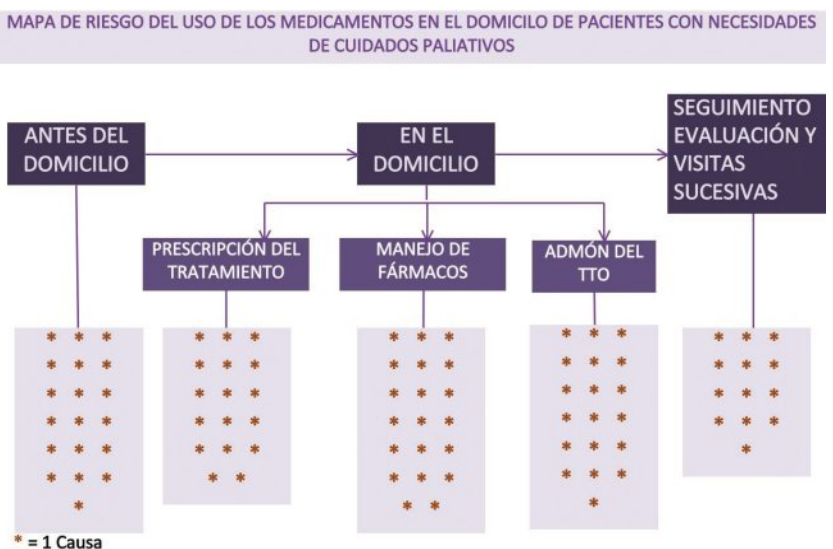 MAPA DE RIESGO DEL USO DE LOS MEDICAMENTOS EN EL DOMICILO DE PACIENTES CON NECESIDADES
DE CUIDADOS PALIATIVOS
ANTES DEL
DOMICILIO
EN EL
DOMICILIO
SEGUIMIENTO
EVALUACIÓN Y
VISITAS
SUCESIVAS
PRESCRIPCIÓN DEL
TRATAMIENTO
MANEJO DE
FÁRMACOS
ADMÓN DEL
TTO
* * *
* * *
* * *
* * *
* * *
* * *
*
* * *
* * *
* * *
* * *
* * *
* *
* * *
* * *
* * *
* * *
* * *
* * *
* *
* * *
* * *
* * *
* * *
* * *
* * *
*
* * *
* * *
* * *
* * *
*
* = 1 Causa